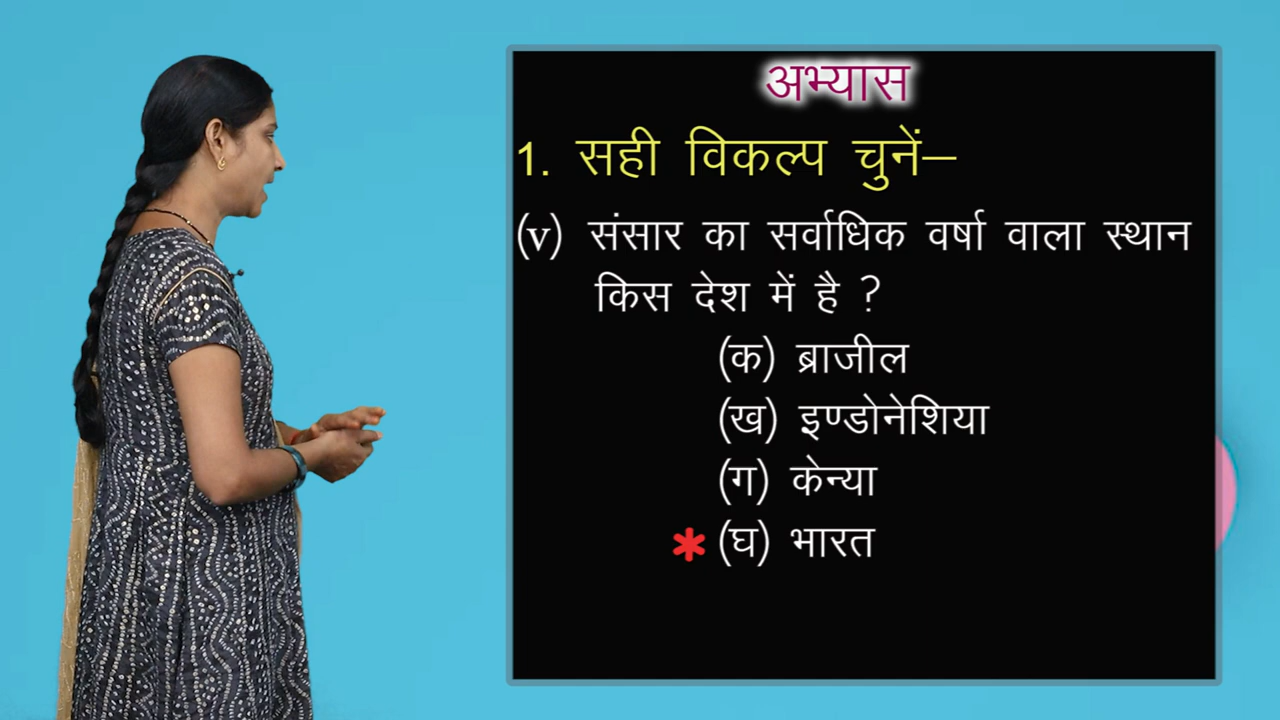 अभ्यास
1. सही विकल्प चुनें–
(v) संसार का सर्वाधिक वर्षा वाला स्थान
किस देश में है ?
(क) ब्राजील
(ख) इण्डोनेशिया
(ग) केन्या
* (घ) भारत